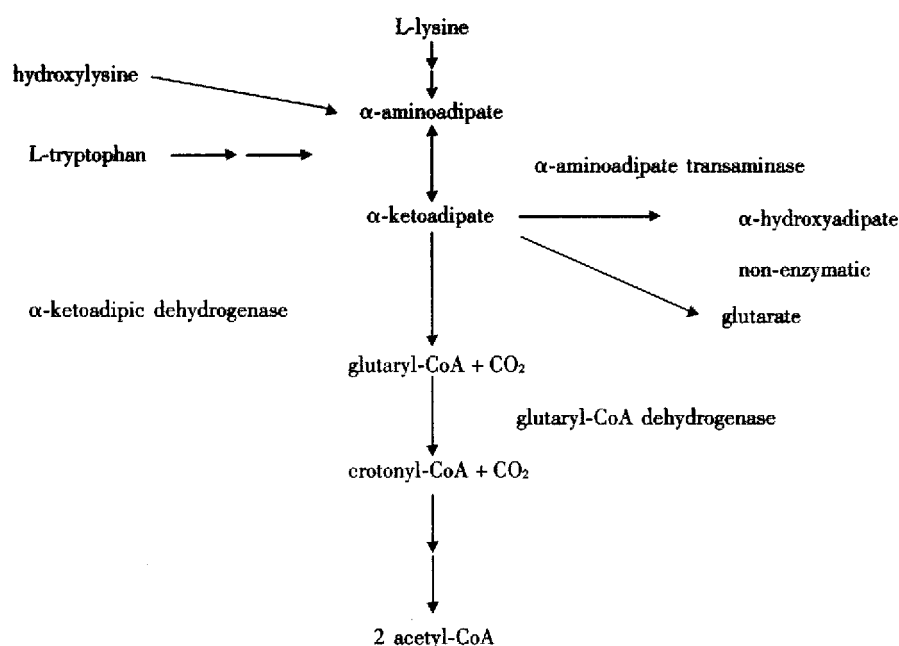 L-lysine
hydroxylysine
α-aminoadipate
L-tryptophan
α-aminoadipate transaminase
α-ketoadipate
α-hydroxyadipate
non-enzymatic
α-ketoadipic dehydrogenase
glutarate
glutaryl-CoA + CO₂
glutaryl-CoA dehydrogenase
crotonyl-CoA + CO₂
2 acetyl-CoA